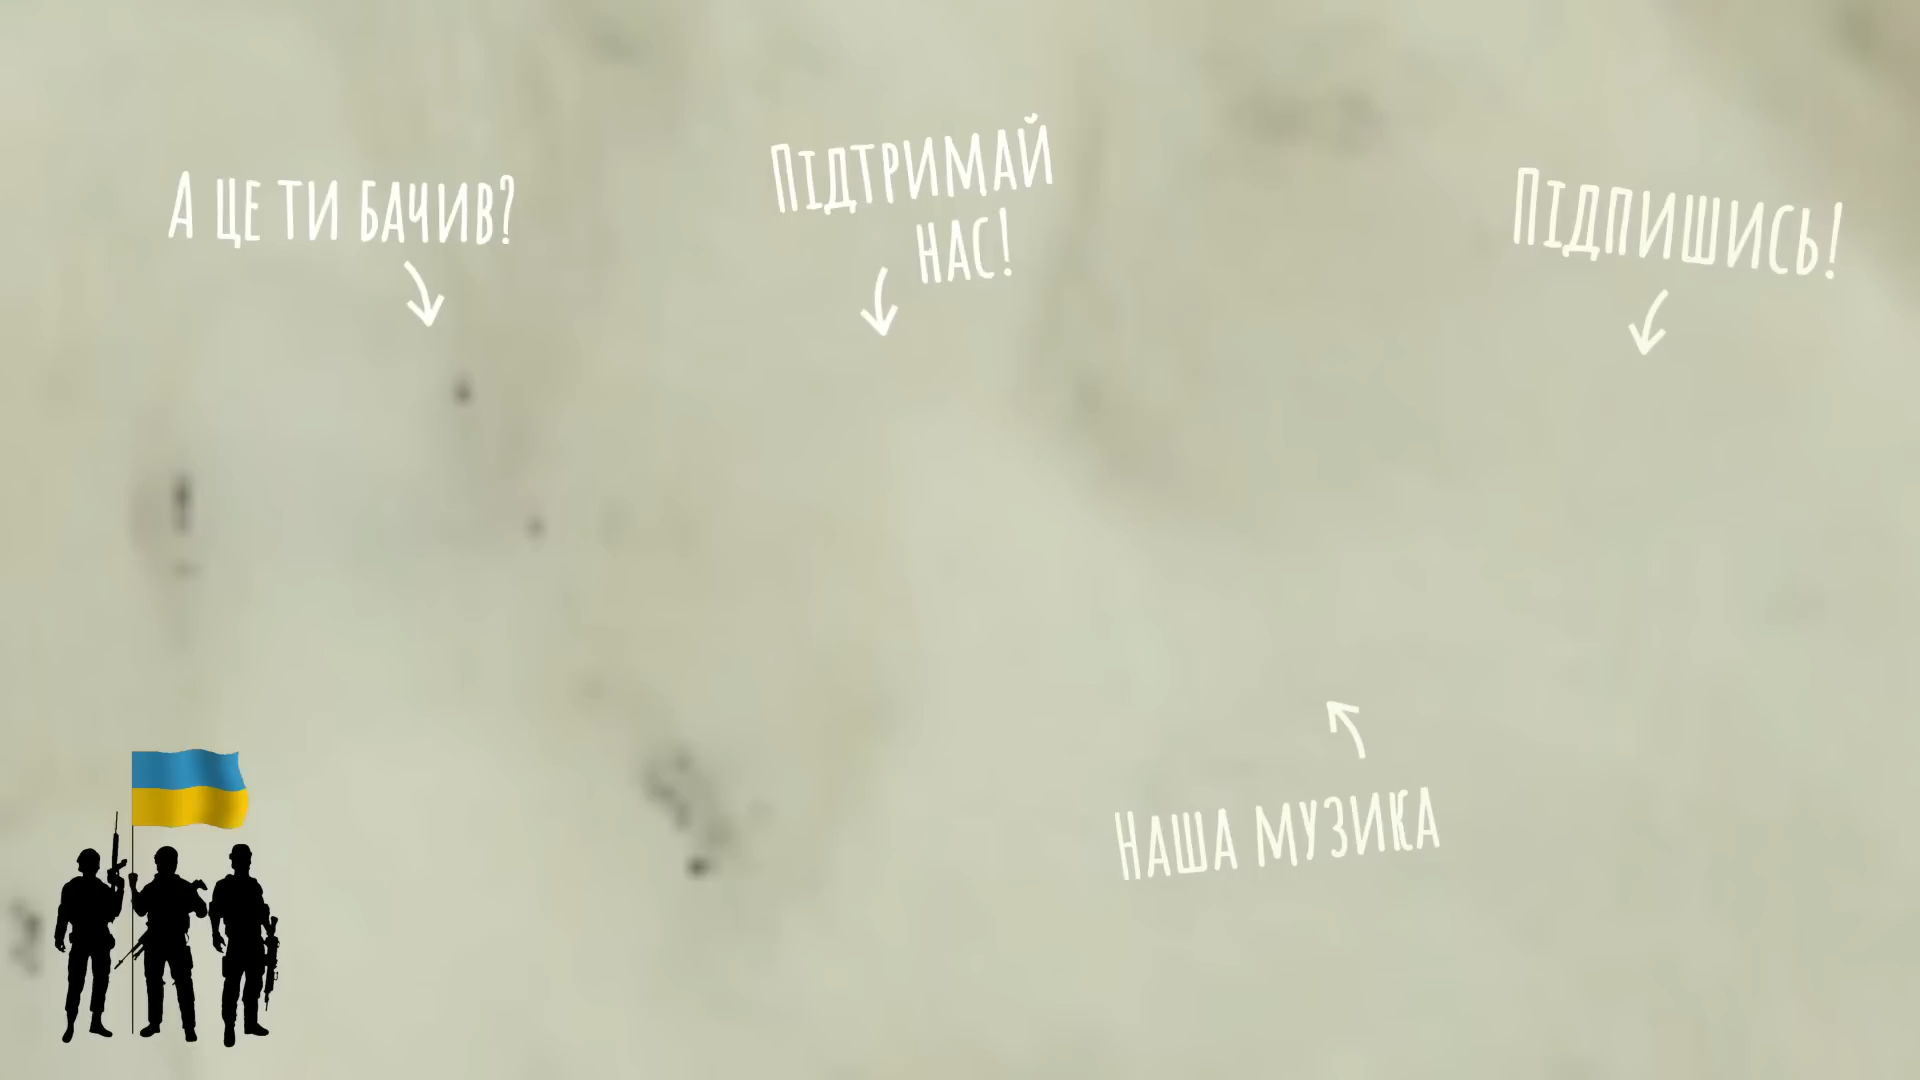 А це ти бачив?
Підтримай
нас!
Підпишись!
Наша музика